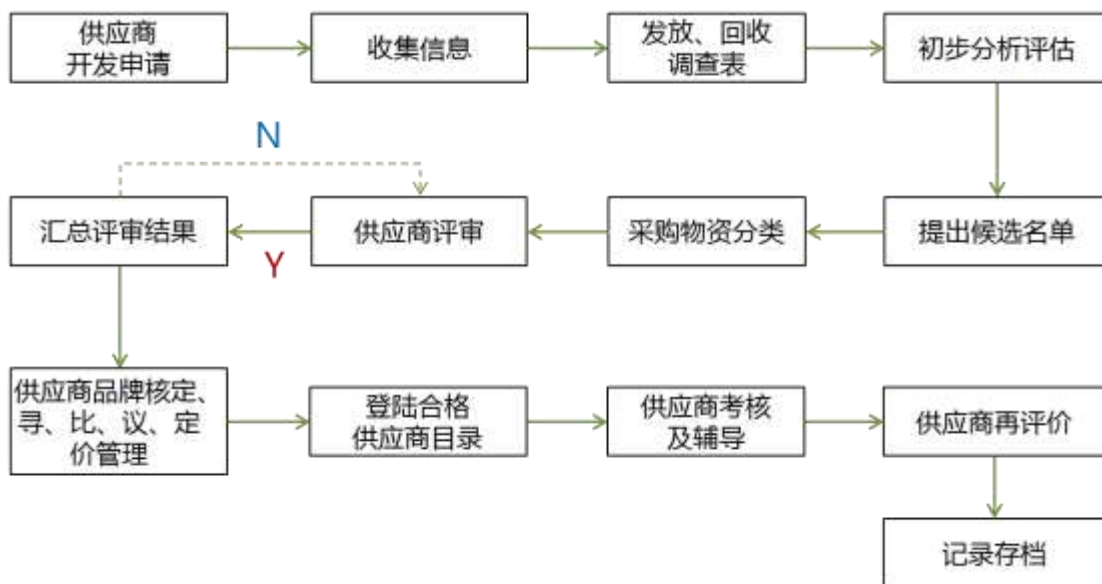 供应商
开发申请
收集信息
发放、回收
调查表
初步分析评估
N
汇总评审结果
供应商评审
采购物资分类
提出候选名单
Y
供应商品牌核定、
寻、比、议、定
价管理
登陆合格
供应商目录
供应商考核
及辅导
供应商再评价
记录存档